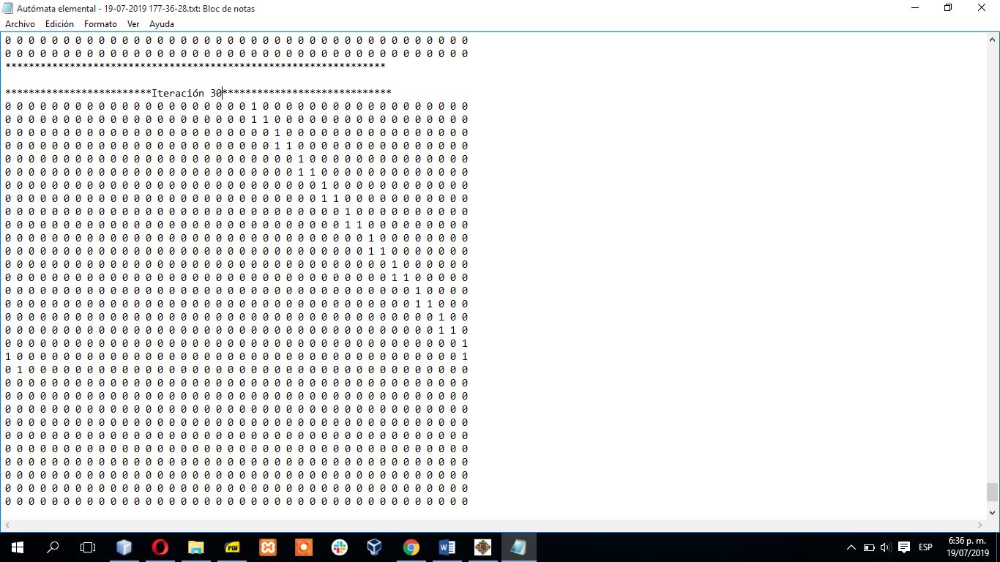 Autómata elemental - 19-07-2019 177-36-28.txt: Bloc de notas
Archivo Edición Formato Ver Ayuda
0 0 0 0 0 0 0 0 0 0 0 0 0 0 0 0 0 0 0 0 0 0 0 0 0 0 0 0 0 0 0 0 0 0 0 0 0 0 0 0
0 0 0 0 0 0 0 0 0 0 0 0 0 0 0 0 0 0 0 0 0 0 0 0 0 0 0 0 0 0 0 0 0 0 0 0 0 0 0 0
*****************************************************************
*************************Iteración 30*****************************
0 0 0 0 0 0 0 0 0 0 0 0 0 0 0 0 0 0 0 0 0 1 0 0 0 0 0 0 0 0 0 0 0 0 0 0 0 0 0 0
0 0 0 0 0 0 0 0 0 0 0 0 0 0 0 0 0 0 0 0 0 1 1 0 0 0 0 0 0 0 0 0 0 0 0 0 0 0 0 0
0 0 0 0 0 0 0 0 0 0 0 0 0 0 0 0 0 0 0 0 0 0 0 1 0 0 0 0 0 0 0 0 0 0 0 0 0 0 0 0
0 0 0 0 0 0 0 0 0 0 0 0 0 0 0 0 0 0 0 0 0 0 0 1 1 0 0 0 0 0 0 0 0 0 0 0 0 0 0 0
0 0 0 0 0 0 0 0 0 0 0 0 0 0 0 0 0 0 0 0 0 0 0 0 0 1 0 0 0 0 0 0 0 0 0 0 0 0 0 0
0 0 0 0 0 0 0 0 0 0 0 0 0 0 0 0 0 0 0 0 0 0 0 0 0 1 1 0 0 0 0 0 0 0 0 0 0 0 0 0
0 0 0 0 0 0 0 0 0 0 0 0 0 0 0 0 0 0 0 0 0 0 0 0 0 0 0 1 0 0 0 0 0 0 0 0 0 0 0 0
0 0 0 0 0 0 0 0 0 0 0 0 0 0 0 0 0 0 0 0 0 0 0 0 0 0 0 1 1 0 0 0 0 0 0 0 0 0 0 0
0 0 0 0 0 0 0 0 0 0 0 0 0 0 0 0 0 0 0 0 0 0 0 0 0 0 0 0 0 1 0 0 0 0 0 0 0 0 0 0
0 0 0 0 0 0 0 0 0 0 0 0 0 0 0 0 0 0 0 0 0 0 0 0 0 0 0 0 0 1 1 0 0 0 0 0 0 0 0 0
0 0 0 0 0 0 0 0 0 0 0 0 0 0 0 0 0 0 0 0 0 0 0 0 0 0 0 0 0 0 0 1 0 0 0 0 0 0 0 0
0 0 0 0 0 0 0 0 0 0 0 0 0 0 0 0 0 0 0 0 0 0 0 0 0 0 0 0 0 0 0 1 1 0 0 0 0 0 0 0
0 0 0 0 0 0 0 0 0 0 0 0 0 0 0 0 0 0 0 0 0 0 0 0 0 0 0 0 0 0 0 0 0 1 0 0 0 0 0 0
0 0 0 0 0 0 0 0 0 0 0 0 0 0 0 0 0 0 0 0 0 0 0 0 0 0 0 0 0 0 0 0 0 1 1 0 0 0 0 0
0 0 0 0 0 0 0 0 0 0 0 0 0 0 0 0 0 0 0 0 0 0 0 0 0 0 0 0 0 0 0 0 0 0 0 1 0 0 0 0
0 0 0 0 0 0 0 0 0 0 0 0 0 0 0 0 0 0 0 0 0 0 0 0 0 0 0 0 0 0 0 0 0 0 0 1 1 0 0 0
0 0 0 0 0 0 0 0 0 0 0 0 0 0 0 0 0 0 0 0 0 0 0 0 0 0 0 0 0 0 0 0 0 0 0 0 0 1 0 0
0 0 0 0 0 0 0 0 0 0 0 0 0 0 0 0 0 0 0 0 0 0 0 0 0 0 0 0 0 0 0 0 0 0 0 0 0 1 1 0
0 0 0 0 0 0 0 0 0 0 0 0 0 0 0 0 0 0 0 0 0 0 0 0 0 0 0 0 0 0 0 0 0 0 0 0 0 0 0 1
1 0 0 0 0 0 0 0 0 0 0 0 0 0 0 0 0 0 0 0 0 0 0 0 0 0 0 0 0 0 0 0 0 0 0 0 0 0 0 1
0 1 0 0 0 0 0 0 0 0 0 0 0 0 0 0 0 0 0 0 0 0 0 0 0 0 0 0 0 0 0 0 0 0 0 0 0 0 0 0
0 0 0 0 0 0 0 0 0 0 0 0 0 0 0 0 0 0 0 0 0 0 0 0 0 0 0 0 0 0 0 0 0 0 0 0 0 0 0 0
0 0 0 0 0 0 0 0 0 0 0 0 0 0 0 0 0 0 0 0 0 0 0 0 0 0 0 0 0 0 0 0 0 0 0 0 0 0 0 0
0 0 0 0 0 0 0 0 0 0 0 0 0 0 0 0 0 0 0 0 0 0 0 0 0 0 0 0 0 0 0 0 0 0 0 0 0 0 0 0
0 0 0 0 0 0 0 0 0 0 0 0 0 0 0 0 0 0 0 0 0 0 0 0 0 0 0 0 0 0 0 0 0 0 0 0 0 0 0 0
0 0 0 0 0 0 0 0 0 0 0 0 0 0 0 0 0 0 0 0 0 0 0 0 0 0 0 0 0 0 0 0 0 0 0 0 0 0 0 0
0 0 0 0 0 0 0 0 0 0 0 0 0 0 0 0 0 0 0 0 0 0 0 0 0 0 0 0 0 0 0 0 0 0 0 0 0 0 0 0
0 0 0 0 0 0 0 0 0 0 0 0 0 0 0 0 0 0 0 0 0 0 0 0 0 0 0 0 0 0 0 0 0 0 0 0 0 0 0 0
0 0 0 0 0 0 0 0 0 0 0 0 0 0 0 0 0 0 0 0 0 0 0 0 0 0 0 0 0 0 0 0 0 0 0 0 0 0 0 0
0 0 0 0 0 0 0 0 0 0 0 0 0 0 0 0 0 0 0 0 0 0 0 0 0 0 0 0 0 0 0 0 0 0 0 0 0 0 0 0
0 0 0 0 0 0 0 0 0 0 0 0 0 0 0 0 0 0 0 0 0 0 0 0 0 0 0 0 0 0 0 0 0 0 0 0 0 0 0 0
PDF
ESP
6:36 p. m.
19/07/2019